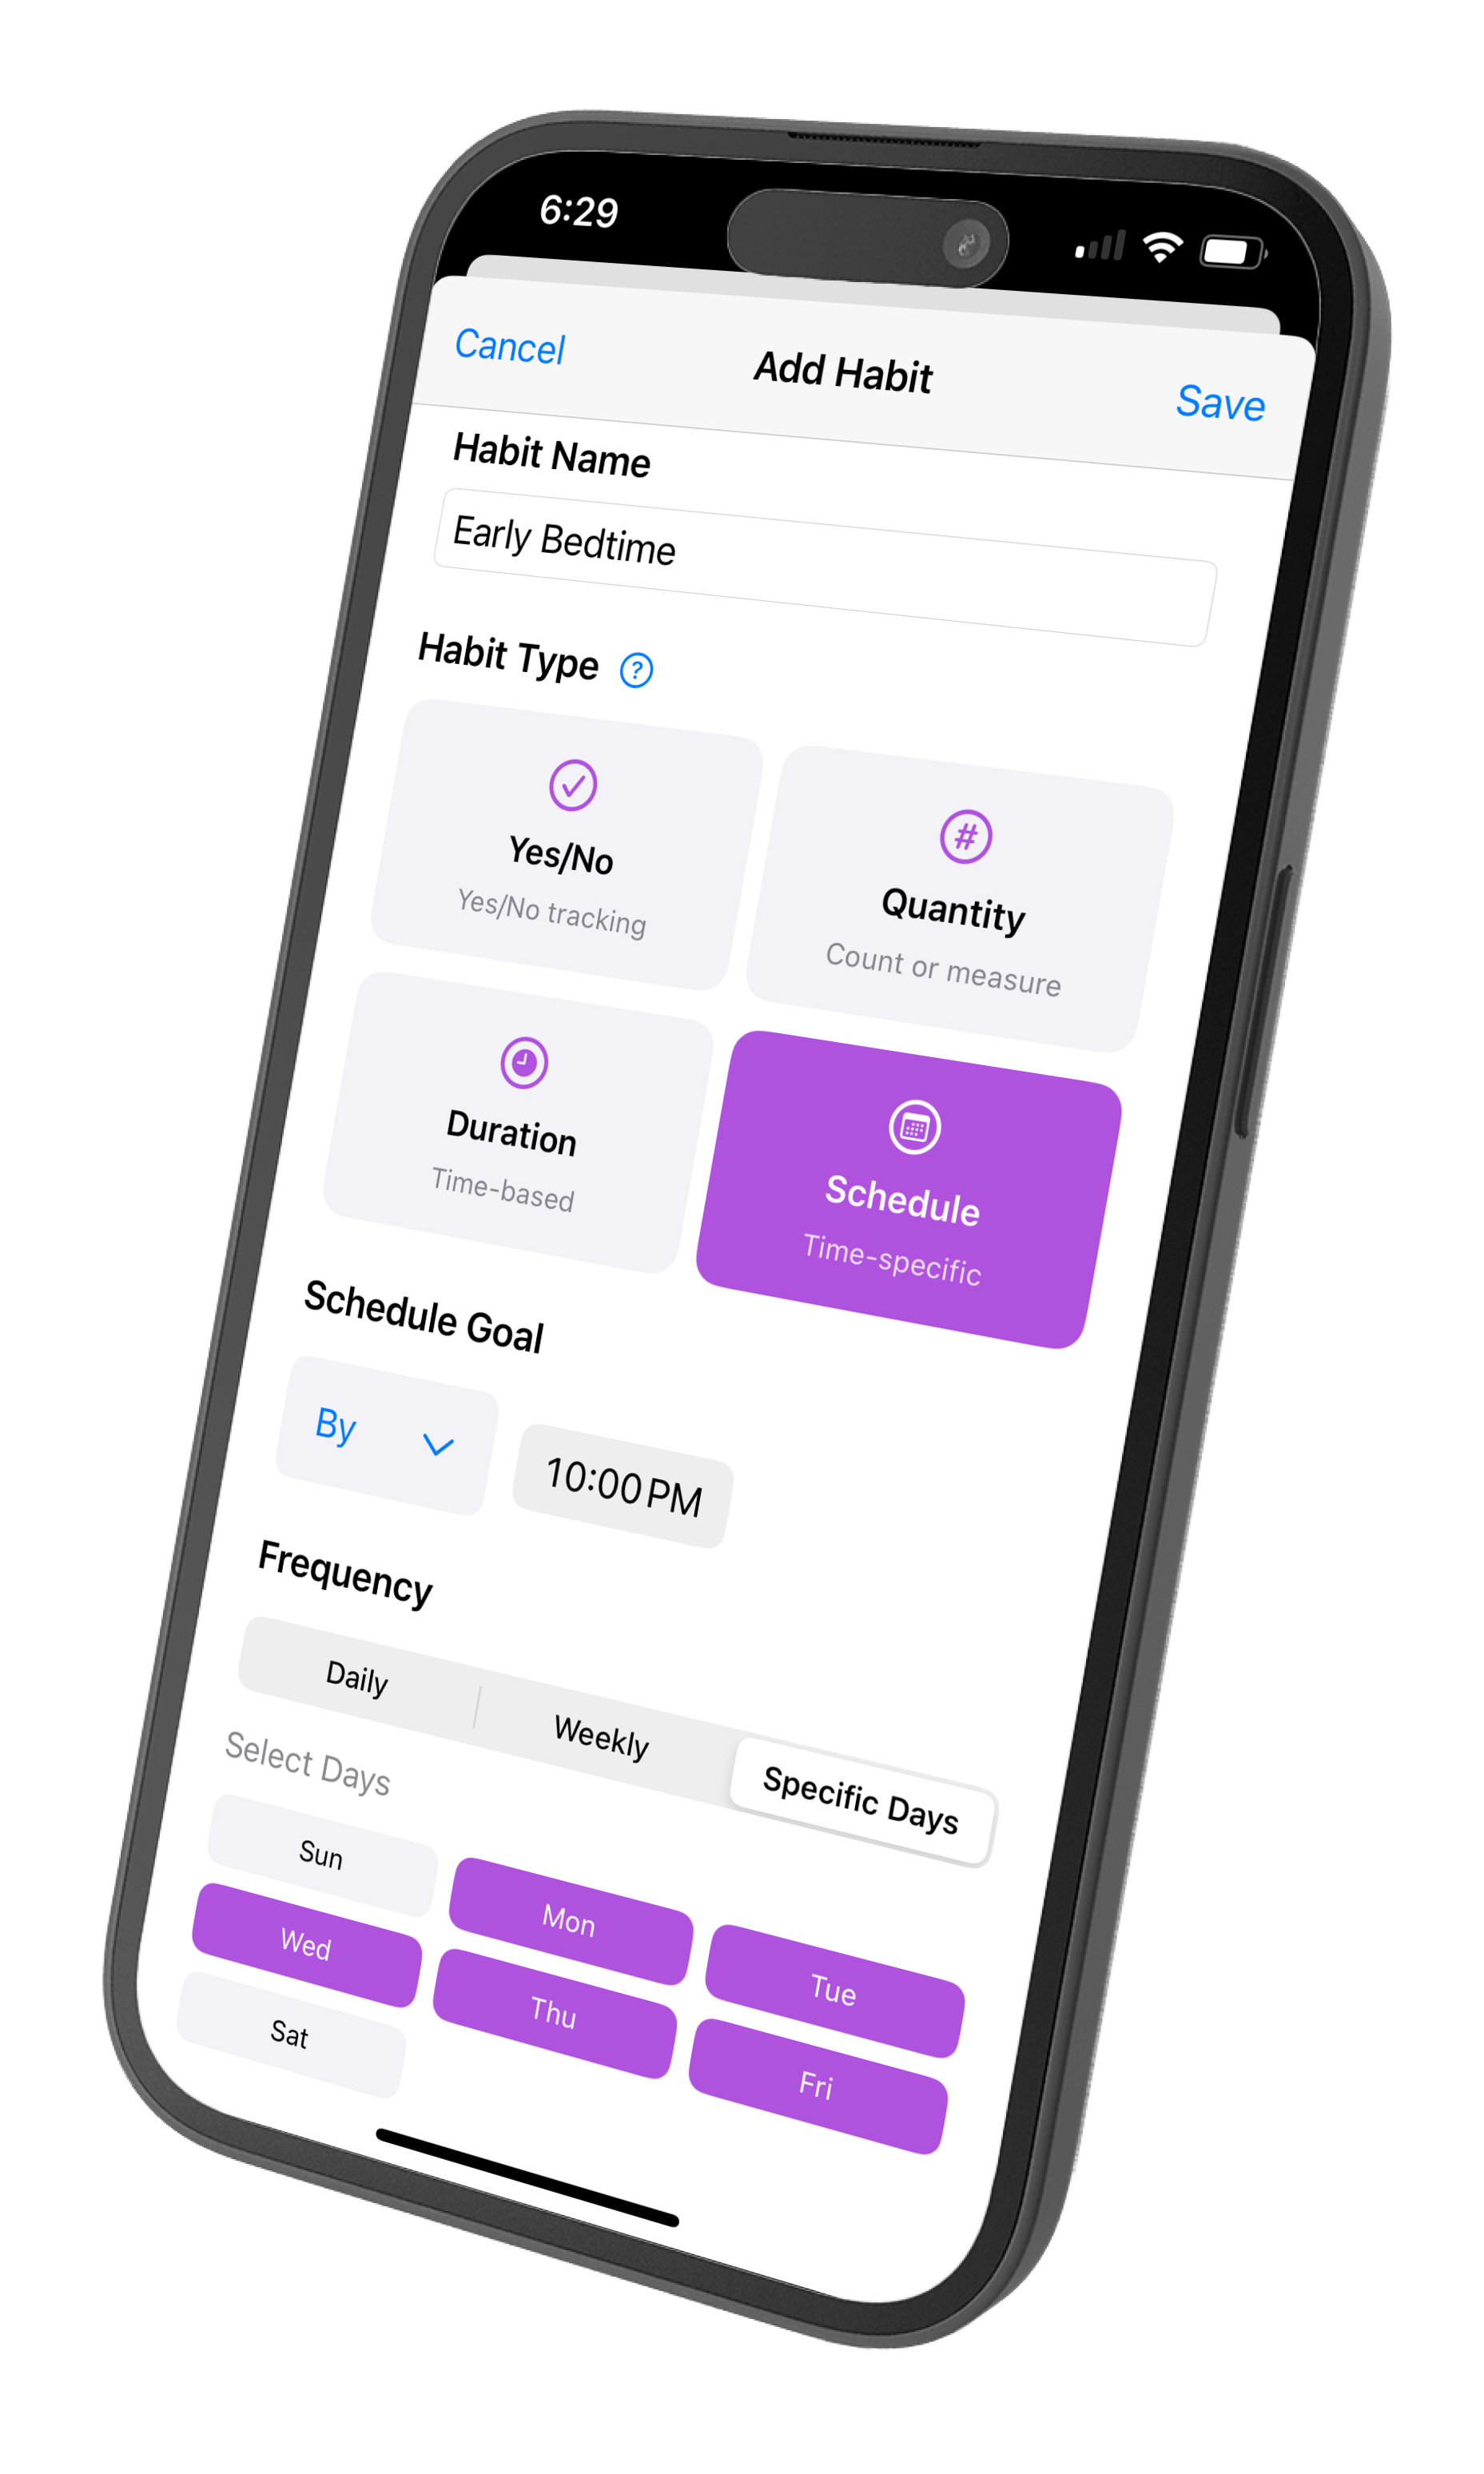 6:29
Cancel Add Habit Save
Habit Name
Early Bedtime
Habit Type ?
Yes/No
Yes/No tracking
#
Quantity
Count or measure
Duration
Time-based
Schedule
Time-specific
Schedule Goal
By 10:00 PM
Frequency
Daily Weekly Specific Days
Select Days
Sun Mon Tue
Wed Thu Fri
Sat